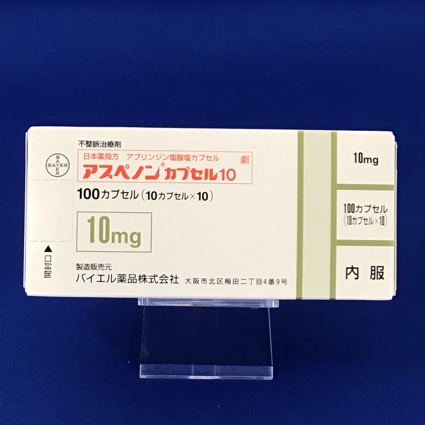 不整脈治療剤
日本薬局方 アプリンジン塩酸塩カプセル
劇
アスペノン®カプセル10
100カプセル(10カプセル×10)
10mg
製造販売元
バイエル薬品株式会社 大阪市北区梅田二丁目4番9号
BAYER
BAYER
▲開封口
10mg
100カプセル
(10カプセル×10)
内服